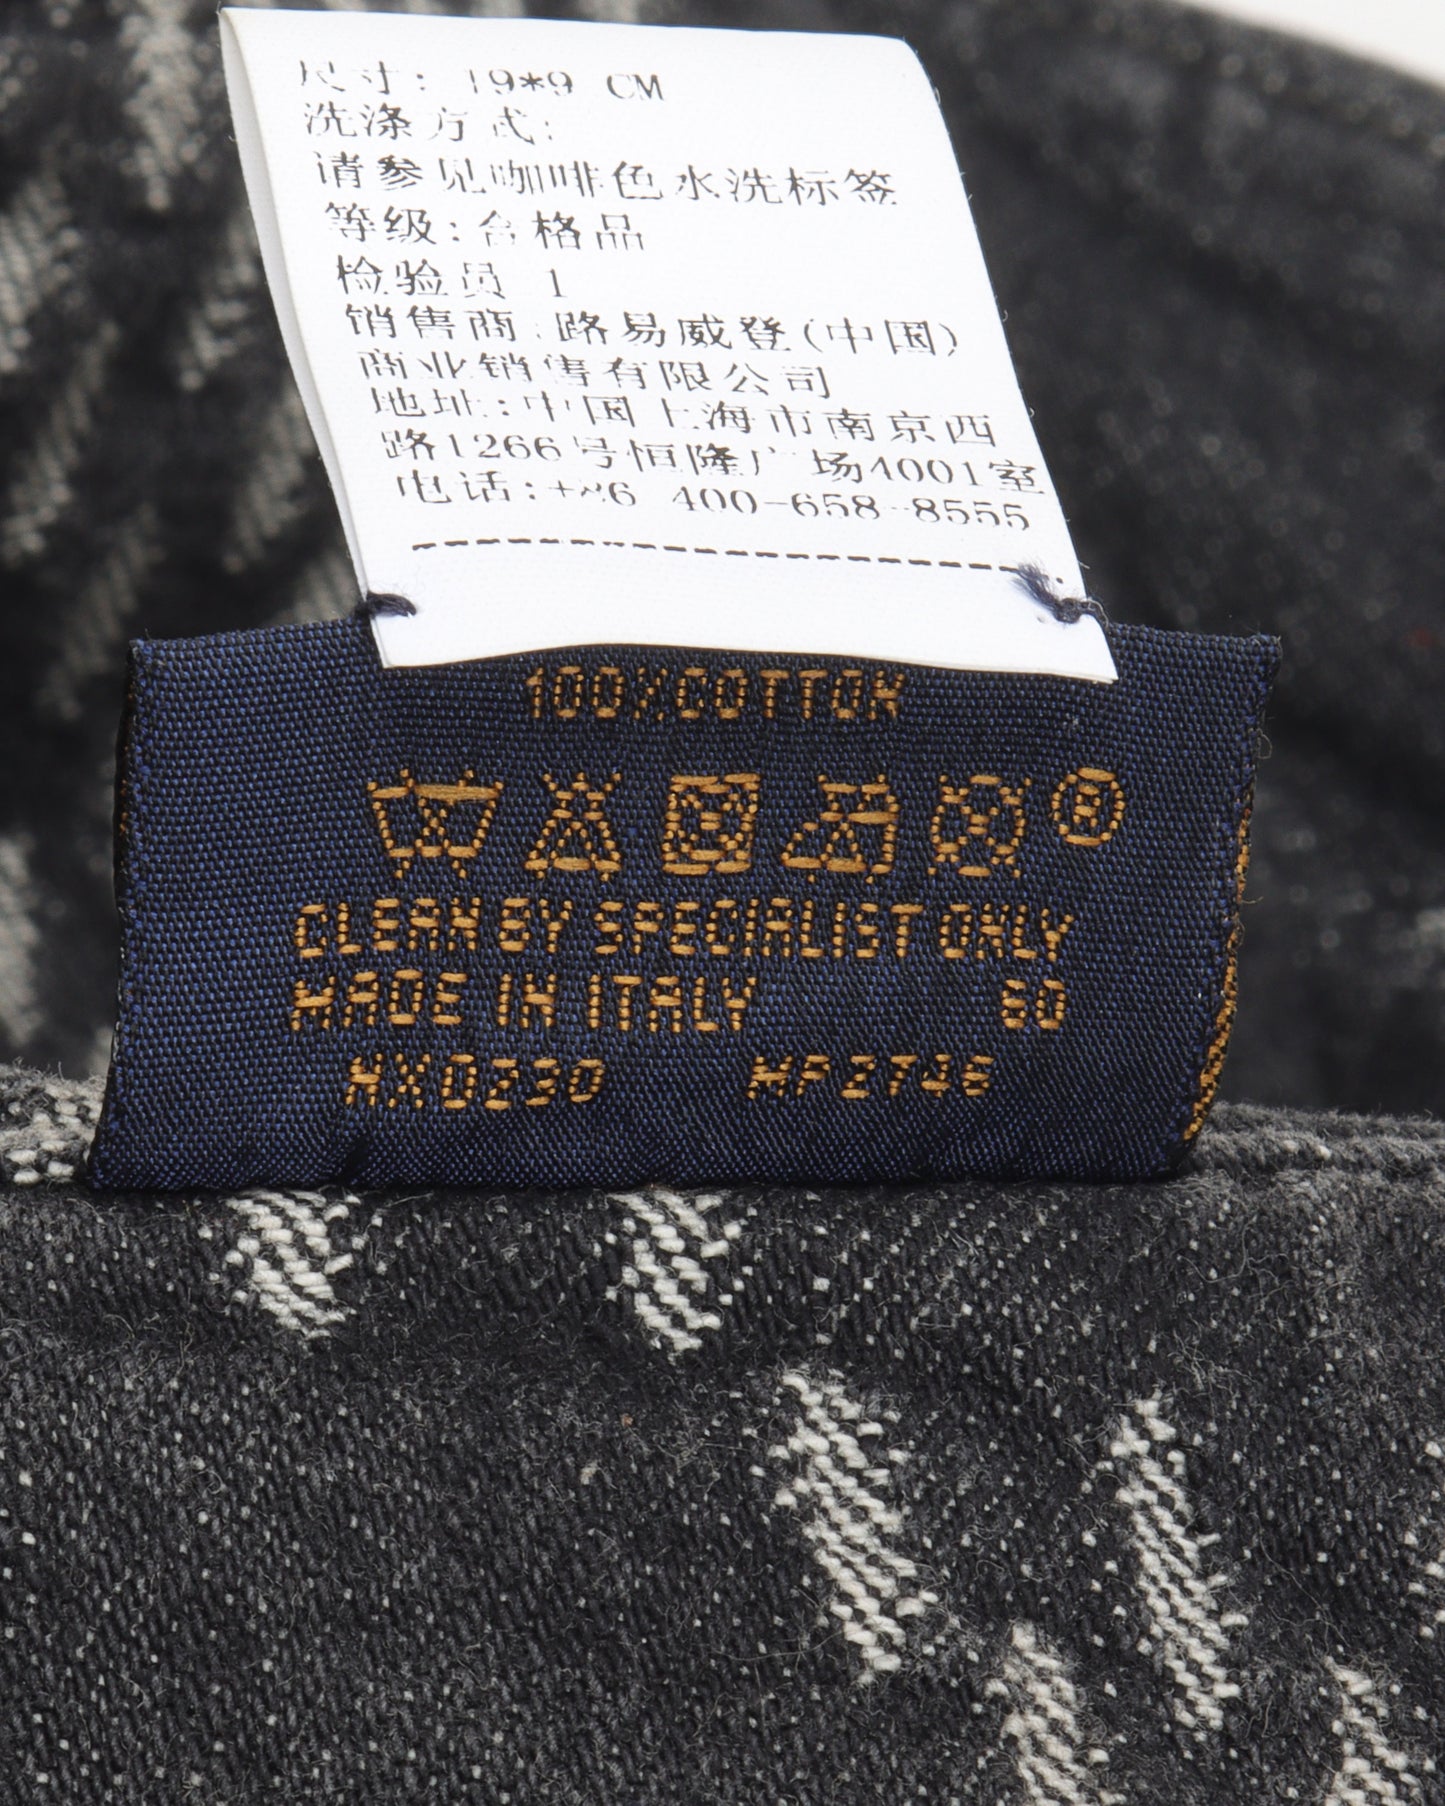 尺寸: 19*9 CM
洗涤方式:
请参见咖啡色水洗标签
等级:合格品
检验员 1
销售商:路易威登(中国)
商业销售有限公司
地址:中国上海市南京西
路1266号恒隆广场4001室
电话:+86 400-658-8555
100%COTTON
CLEAN BY SPECIALIST ONLY
MADE IN ITALY 60
NXD230 MP2746